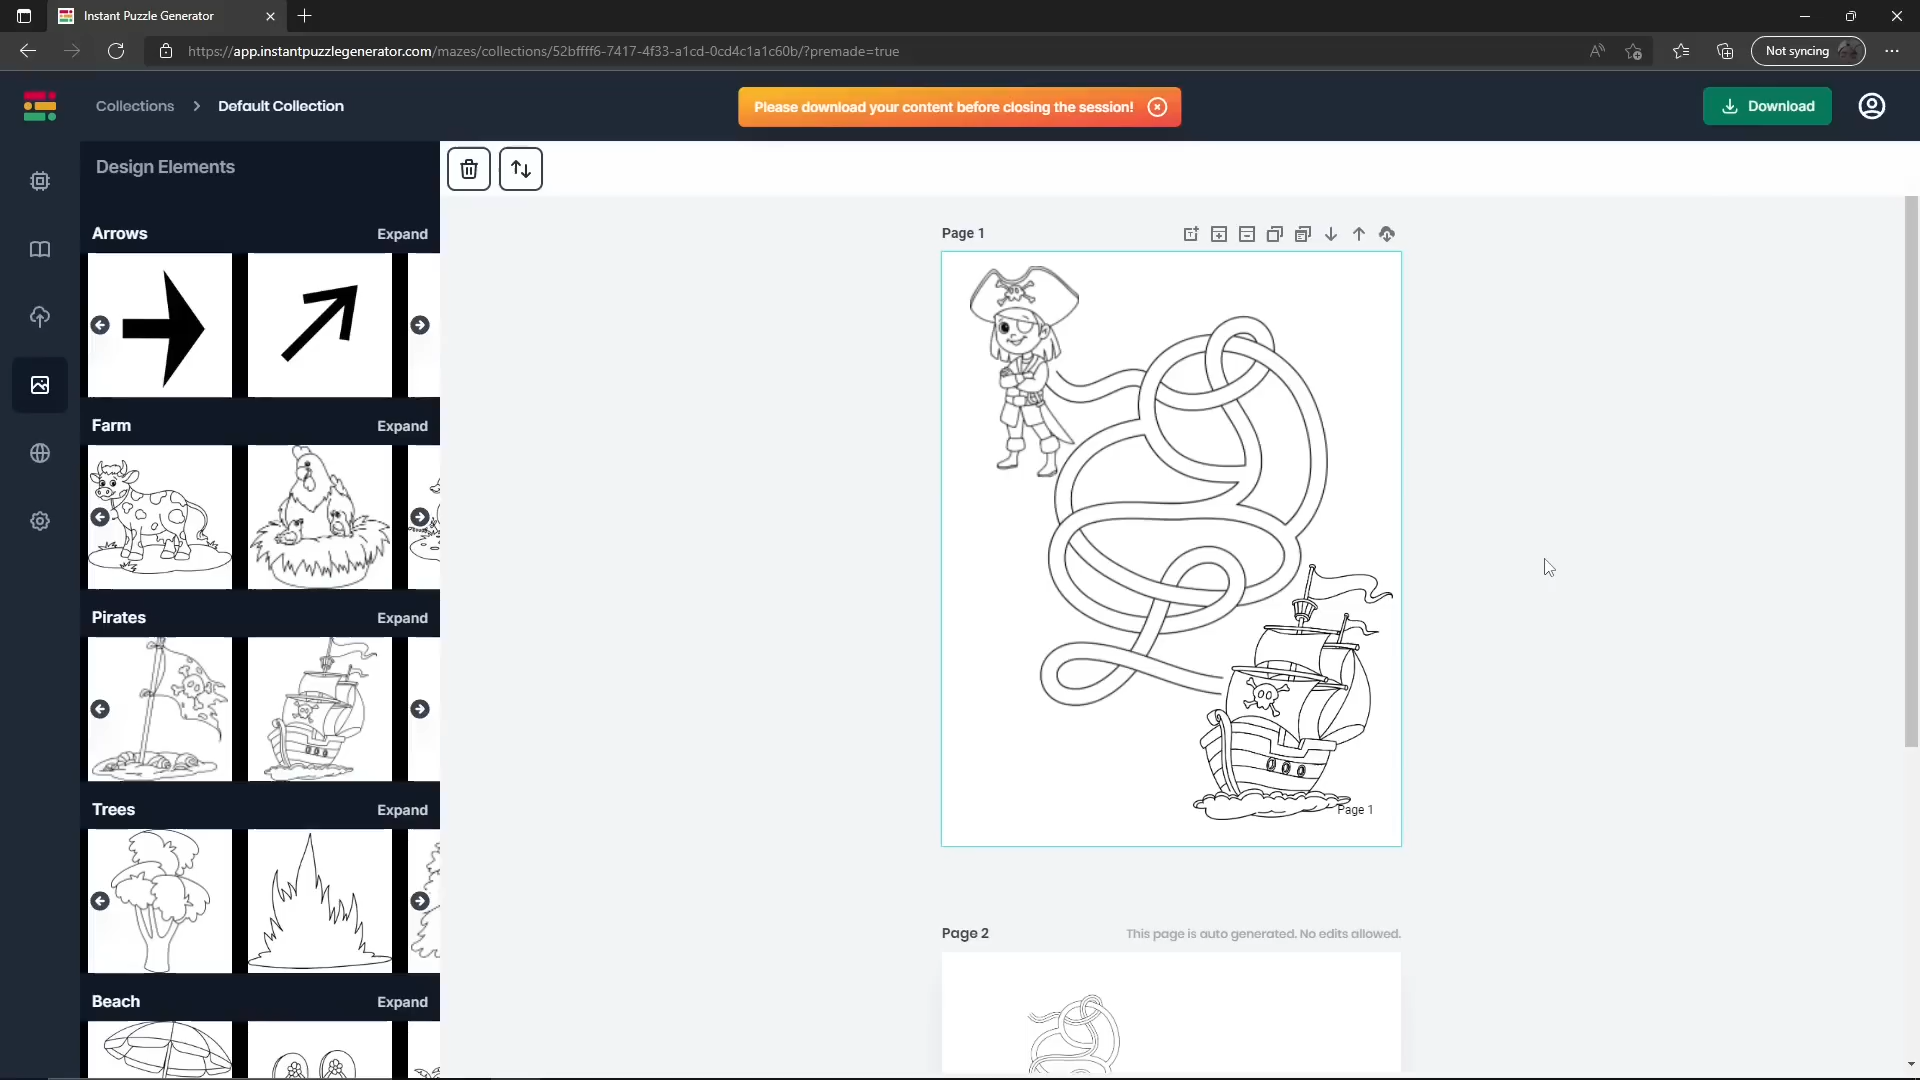 Instant Puzzle Generator
https://app.instantpuzzlegenerator.com/mazes/collections/52bffff6-7417-4f33-a1cd-0cd4c1a1c60b/?premade=true
Not syncing
Collections > Default Collection
Please download your content before closing the session!
Download
Design Elements
Arrows
Expand
Farm
Expand
Pirates
Expand
Trees
Expand
Beach
Expand
Page 1
Page 1
Page 2
This page is auto generated. No edits allowed.